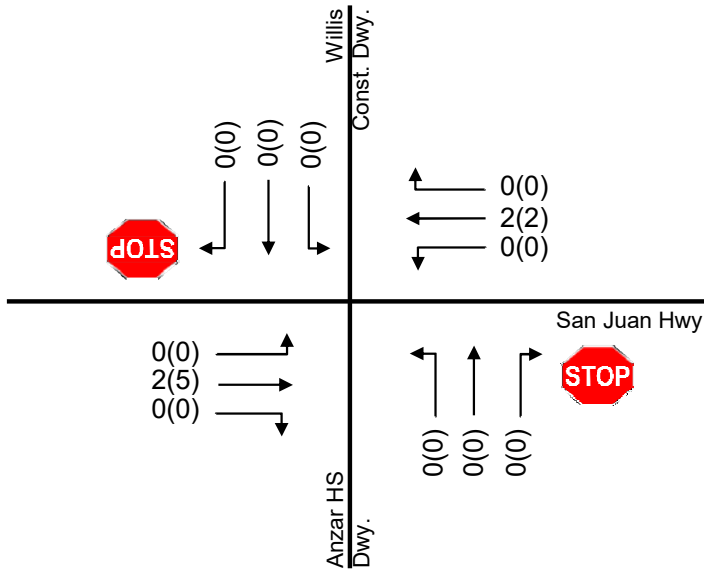 Willis
Const. Dwy.
0(0)
0(0)
0(0)
0(0)
2(2)
0(0)
STOP
San Juan Hwy
0(0)
2(5)
0(0)
STOP
0(0)
0(0)
0(0)
Anzar HS
Dwy.